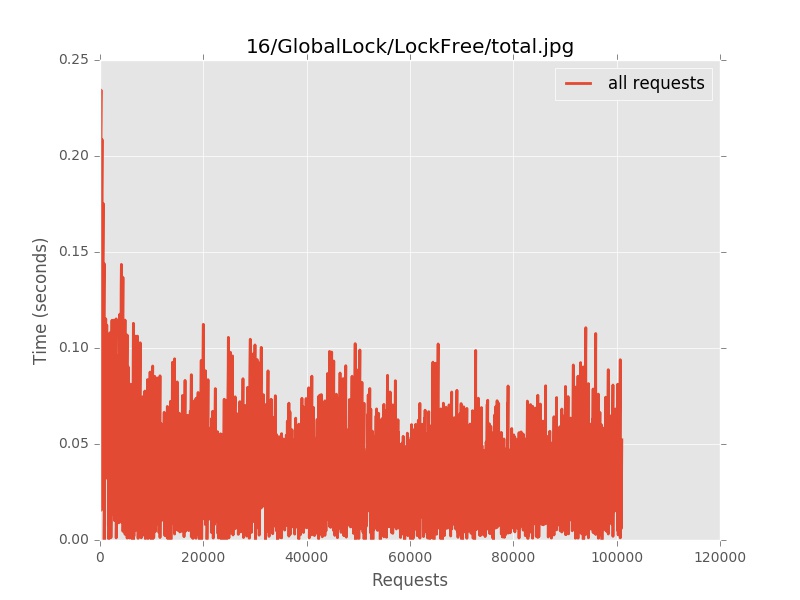 16/GlobalLock/LockFree/total.jpg
all requests
0.25
0.20
0.15
0.10
0.05
0.00
Time (seconds)
0 20000 40000 60000 80000 100000 120000
Requests